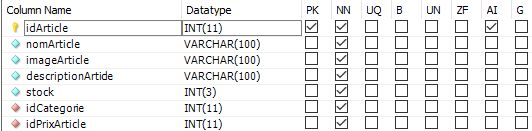 Column Name Datatype PK NN UQ B UN ZF AI G
idArticle INT(11)
nomArticle VARCHAR(100)
imageArticle VARCHAR(100)
descriptionArticle VARCHAR(100)
stock INT(3)
idCategorie INT(11)
idPrixArticle INT(11)